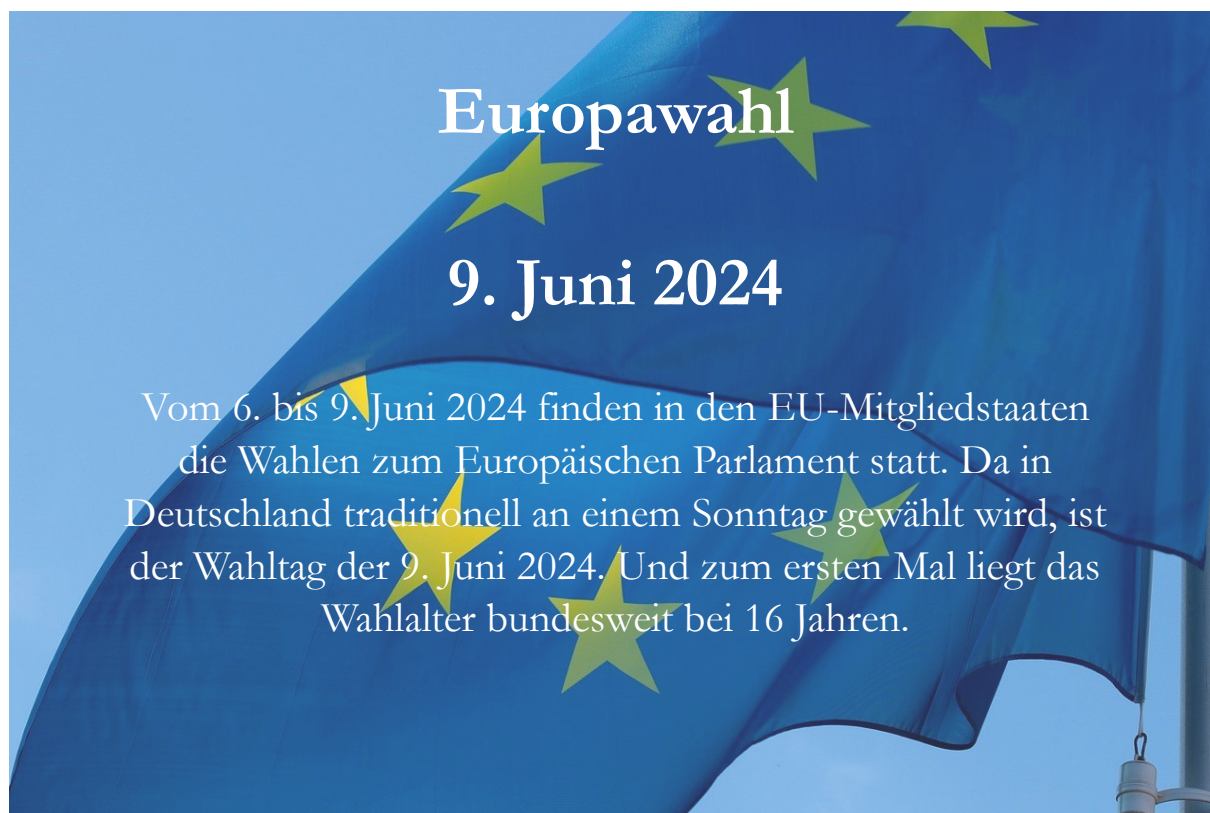 Europawahl
9. Juni 2024
Vom 6. bis 9. Juni 2024 finden in den EU-Mitgliedstaaten
die Wahlen zum Europäischen Parlament statt. Da in
Deutschland traditionell an einem Sonntag gewählt wird, ist
der Wahltag der 9. Juni 2024. Und zum ersten Mal liegt das
Wahlalter bundesweit bei 16 Jahren.